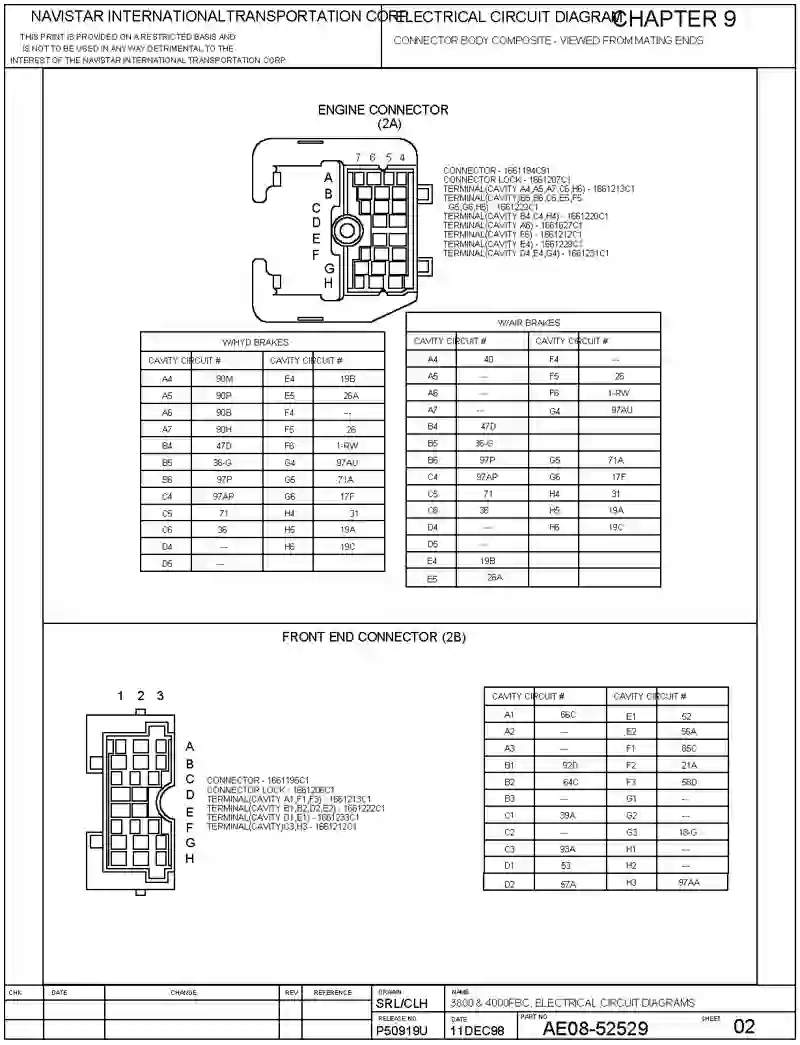 NAVISTAR INTERNATIONAL TRANSPORTATION CORP.
THIS PRINT IS PROVIDED ON A RESTRICTED BASIS AND
IS NOT TO BE USED IN ANY WAY DETRIMENTAL TO THE
INTEREST OF THE NAVISTAR INTERNATIONAL TRANSPORTATION CORP
ELECTRICAL CIRCUIT DIAGRAM
CHAPTER 9
CONNECTOR BODY COMPOSITE - VIEWED FROM MATING ENDS
ENGINE CONNECTOR
(2A)
7 6 5 4
A
B
C
D
E
F
G
H
CONNECTOR - 1661194C91
CONNECTOR LOCK - 1661207C1
TERMINAL(CAVITY A4,A5,A7,C6,H6) - 1661213C1
TERMINAL(CAVITY)B5,B6,C6,E5,F5
G5,G6,H5) - 1661222C1
TERMINAL(CAVITY B4,C4,H4) - 1661220C1
TERMINAL(CAVITY A6) - 1661627C1
TERMINAL(CAVITY F6) - 1661212C1
TERMINAL(CAVITY E4) - 1661229C1
TERMINAL(CAVITY D4,E4,G4) - 1661231C1
W/HYD BRAKES
CAVITY CIRCUIT # CAVITY CIRCUIT #
A4 90M E4 19B
A5 90P E5 26A
A6 90B F4 ---
A7 90H F5 26
B4 47D F6 1-RW
B5 36-G G4 97AU
B6 97P G5 71A
C4 97AP G6 17F
C5 71 H4 31
C6 36 H5 19A
D4 --- H6 19C
D5 ---
W/AIR BRAKES
CAVITY CIRCUIT # CAVITY CIRCUIT #
A4 40 F4 ---
A5 --- F5 26
A6 --- F6 1-RW
A7 --- G4 97AU
B4 47D
B5 36-G
B6 97P G5 71A
C4 97AP G6 17F
C5 71 H4 31
C6 36 H5 19A
D4 --- H6 19C
D5 ---
E4 19B
E5 26A
FRONT END CONNECTOR (2B)
1 2 3
A
B
C
D
E
F
G
H
CONNECTOR - 1661195C1
CONNECTOR LOCK - 1661206C1
TERMINAL(CAVITY A1,F1,F3) - 1661213C1
TERMINAL(CAVITY B1,B2,D2,E2) - 1661222C1
TERMINAL(CAVITY D1,E1) - 1661233C1
TERMINAL(CAVITY)G3,H3 - 1661212C1
CAVITY CIRCUIT # CAVITY CIRCUIT #
A1 66C E1 52
A2 --- E2 56A
A3 --- F1 85C
B1 92D F2 21A
B2 64C F3 58D
B3 --- G1 ---
C1 39A G2 ---
C2 --- G3 18-G
C3 93A H1 ---
D1 53 H2 ---
D2 57A H3 97AA
CHK DATE CHANGE REV REFERENCE
DRAWN
SRL/CLH
NAME
3800 & 4000FBC, ELECTRICAL CIRCUIT DIAGRAMS
RELEASE NO.
P50919U
DATE
11DEC98
PART NO
AE08-52529
SHEET
02